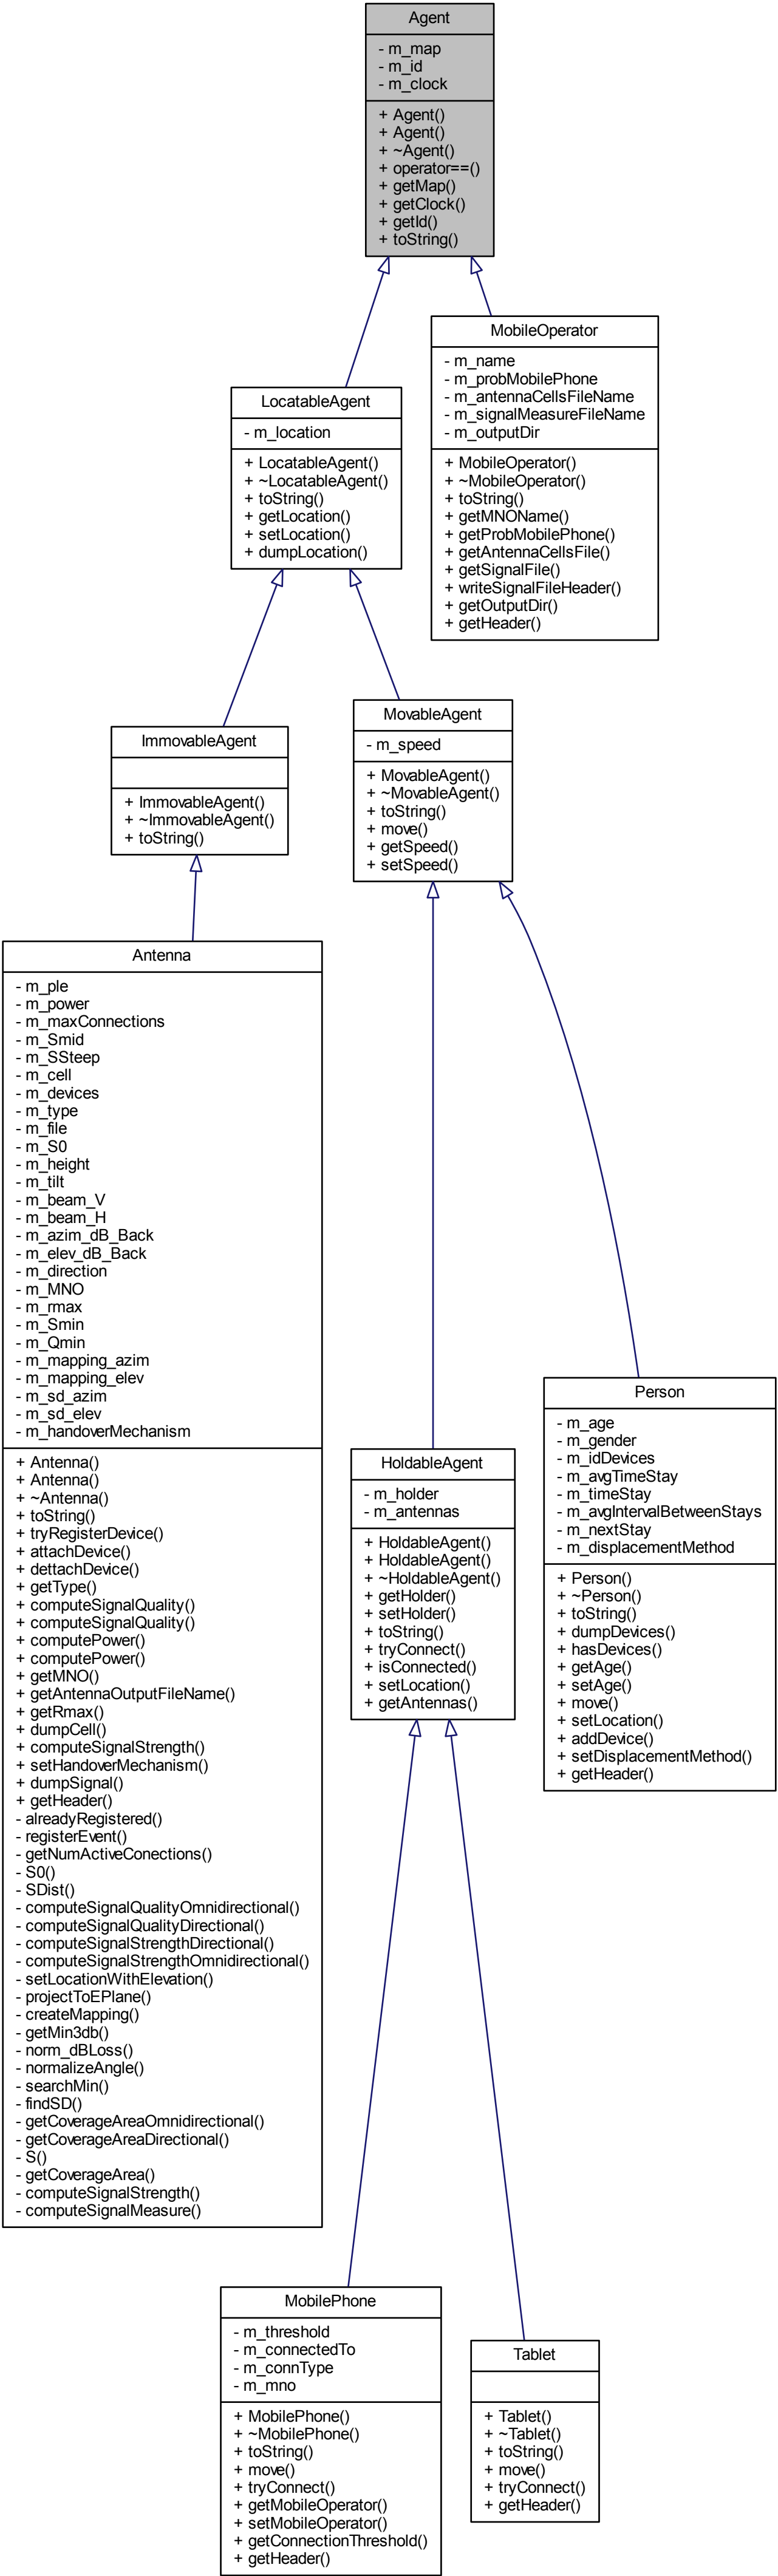 Agent
- m_map
- m_id
- m_clock
+ Agent()
+ Agent()
+ ~Agent()
+ operator==()
+ getMap()
+ getClock()
+ getId()
+ toString()
MobileOperator
- m_name
- m_probMobilePhone
- m_antennaCellsFileName
- m_signalMeasureFileName
- m_outputDir
+ MobileOperator()
+ ~MobileOperator()
+ toString()
+ getMNOName()
+ getProbMobilePhone()
+ getAntennaCellsFile()
+ getSignalFile()
+ writeSignalFileHeader()
+ getOutputDir()
+ getHeader()
LocatableAgent
- m_location
+ LocatableAgent()
+ ~LocatableAgent()
+ toString()
+ getLocation()
+ setLocation()
+ dumpLocation()
ImmovableAgent
+ ImmovableAgent()
+ ~ImmovableAgent()
+ toString()
MovableAgent
- m_speed
+ MovableAgent()
+ ~MovableAgent()
+ toString()
+ move()
+ getSpeed()
+ setSpeed()
Antenna
- m_ple
- m_power
- m_maxConnections
- m_Smid
- m_SSteep
- m_cell
- m_devices
- m_type
- m_file
- m_S0
- m_height
- m_tilt
- m_beam_V
- m_beam_H
- m_azim_dB_Back
- m_elev_dB_Back
- m_direction
- m_MNO
- m_rmax
- m_Smin
- m_Qmin
- m_mapping_azim
- m_mapping_elev
- m_sd_azim
- m_sd_elev
- m_handoverMechanism
+ Antenna()
+ Antenna()
+ ~Antenna()
+ toString()
+ tryRegisterDevice()
+ attachDevice()
+ dettachDevice()
+ getType()
+ computeSignalQuality()
+ computeSignalQuality()
+ computePower()
+ computePower()
+ getMNO()
+ getAntennaOutputFileName()
+ getRmax()
+ dumpCell()
+ computeSignalStrength()
+ setHandoverMechanism()
+ dumpSignal()
+ getHeader()
- alreadyRegistered()
- registerEvent()
- getNumActiveConections()
- S0()
- SDist()
- computeSignalQualityOmnidirectional()
- computeSignalQualityDirectional()
- computeSignalStrengthDirectional()
- computeSignalStrengthOmnidirectional()
- setLocationWithElevation()
- projectToEPlane()
- createMapping()
- getMin3db()
- norm_dBLoss()
- normalizeAngle()
- searchMin()
- findSD()
- getCoverageAreaOmnidirectional()
- getCoverageAreaDirectional()
- S()
- getCoverageArea()
- computeSignalStrength()
- computeSignalMeasure()
HoldableAgent
- m_holder
- m_antennas
+ HoldableAgent()
+ HoldableAgent()
+ ~HoldableAgent()
+ getHolder()
+ setHolder()
+ toString()
+ tryConnect()
+ isConnected()
+ setLocation()
+ getAntennas()
Person
- m_age
- m_gender
- m_idDevices
- m_avgTimeStay
- m_timeStay
- m_avgIntervalBetweenStays
- m_nextStay
- m_displacementMethod
+ Person()
+ ~Person()
+ toString()
+ dumpDevices()
+ hasDevices()
+ getAge()
+ setAge()
+ move()
+ setLocation()
+ addDevice()
+ setDisplacementMethod()
+ getHeader()
MobilePhone
- m_threshold
- m_connectedTo
- m_connType
- m_mno
+ MobilePhone()
+ ~MobilePhone()
+ toString()
+ move()
+ tryConnect()
+ getMobileOperator()
+ setMobileOperator()
+ getConnectionThreshold()
+ getHeader()
Tablet
+ Tablet()
+ ~Tablet()
+ toString()
+ move()
+ tryConnect()
+ getHeader()